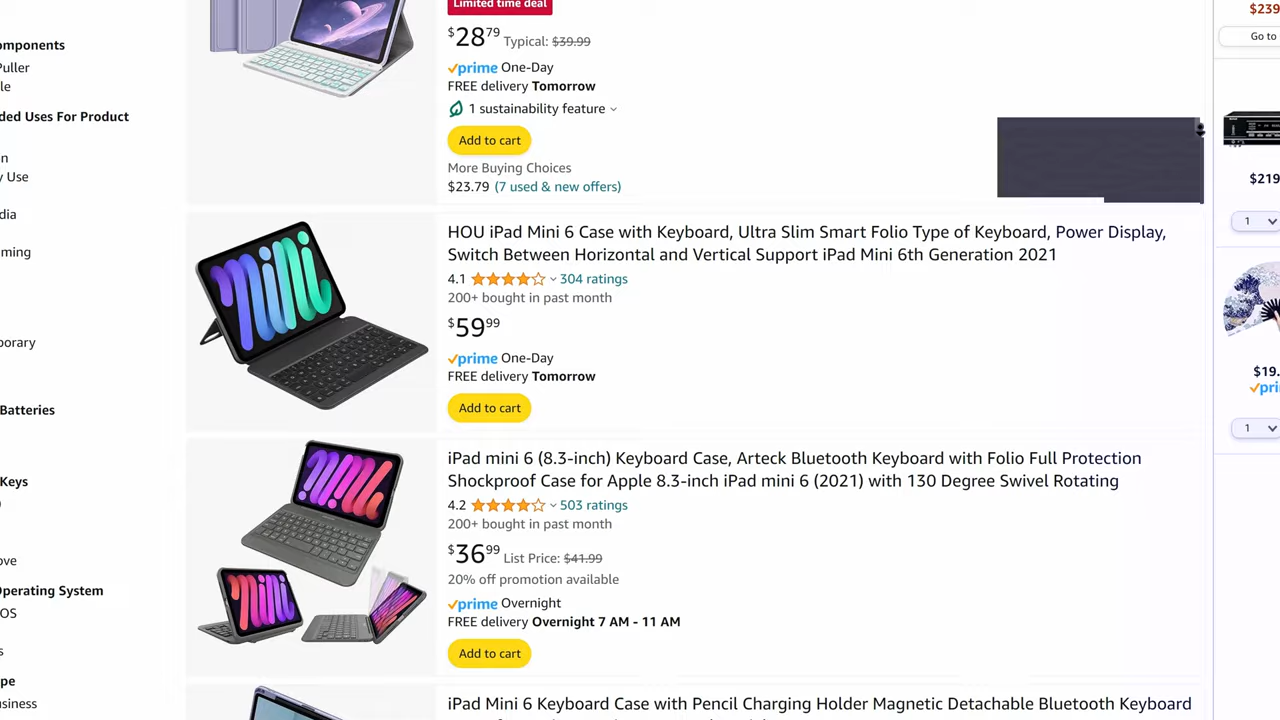 omponents
Puller
le
ded Uses For Product
n
y Use
dia
ming
porary
Batteries
Keys
)
ove
Operating System
OS
s
pe
usiness
Limited time deal
$28 79 Typical: $39.99
prime One-Day
FREE delivery Tomorrow
1 sustainability feature
Add to cart
More Buying Choices
$23.79 (7 used & new offers)
HOU iPad Mini 6 Case with Keyboard, Ultra Slim Smart Folio Type of Keyboard, Power Display,
Switch Between Horizontal and Vertical Support iPad Mini 6th Generation 2021
4.1 304 ratings
200+ bought in past month
$59 99
prime One-Day
FREE delivery Tomorrow
Add to cart
iPad mini 6 (8.3-inch) Keyboard Case, Arteck Bluetooth Keyboard with Folio Full Protection
Shockproof Case for Apple 8.3-inch iPad mini 6 (2021) with 130 Degree Swivel Rotating
4.2 503 ratings
200+ bought in past month
$36 99 List Price: $41.99
20% off promotion available
prime Overnight
FREE delivery Overnight 7 AM - 11 AM
Add to cart
iPad Mini 6 Keyboard Case with Pencil Charging Holder Magnetic Detachable Bluetooth Keyboard
$239
Go to
$219
1
$19.
pri
1